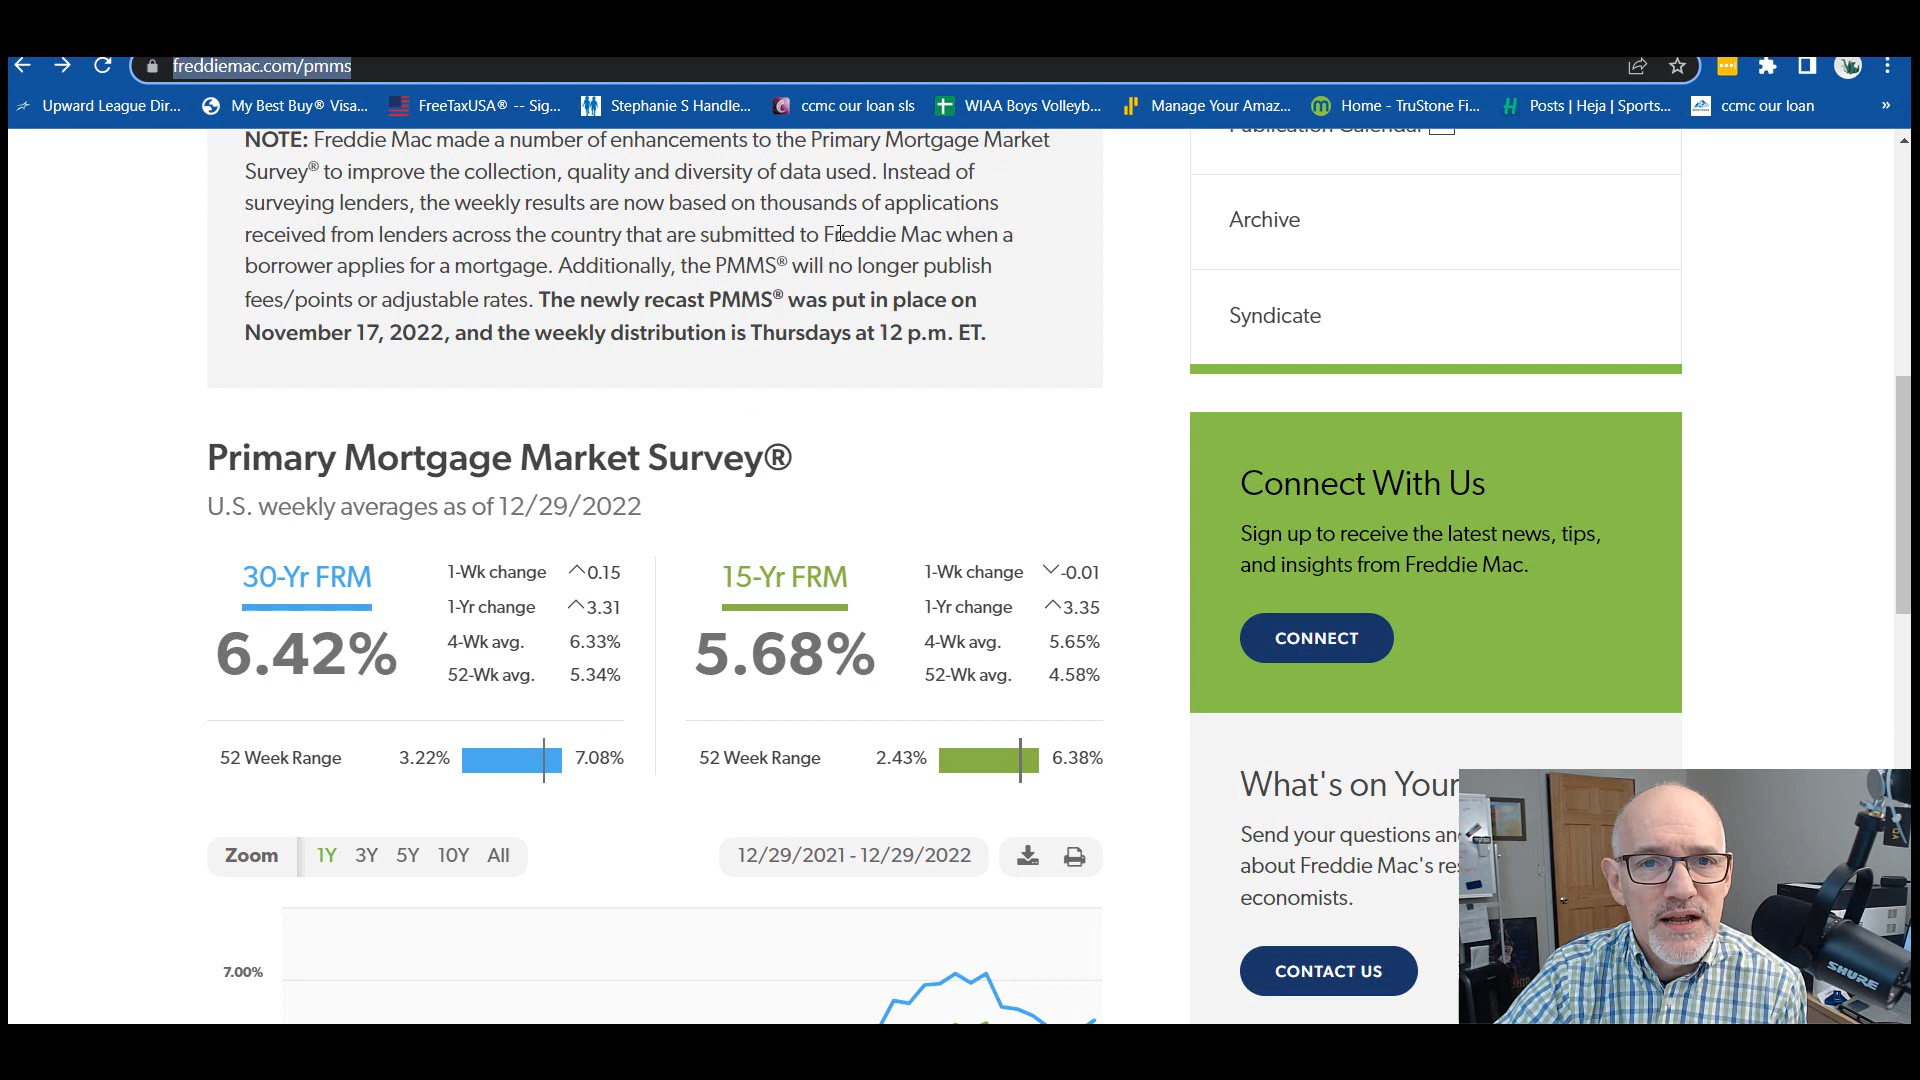 freddiemac.com/pmms
Upward League Dir...
My Best Buy® Visa...
FreeTaxUSA® -- Sig...
Stephanie S Handle...
ccmc our loan sls
WIAA Boys Volleyb...
Manage Your Amaz...
Home - TruStone Fi...
Posts | Heja | Sports...
ccmc our loan
»
NOTE: Freddie Mac made a number of enhancements to the Primary Mortgage Market
Survey® to improve the collection, quality and diversity of data used. Instead of
surveying lenders, the weekly results are now based on thousands of applications
received from lenders across the country that are submitted to Freddie Mac when a
borrower applies for a mortgage. Additionally, the PMMS® will no longer publish
fees/points or adjustable rates. The newly recast PMMS® was put in place on
November 17, 2022, and the weekly distribution is Thursdays at 12 p.m. ET.
Publication Calendar
Archive
Syndicate
Primary Mortgage Market Survey®
U.S. weekly averages as of 12/29/2022
30-Yr FRM
6.42%
1-Wk change 0.15
1-Yr change 3.31
4-Wk avg. 6.33%
52-Wk avg. 5.34%
52 Week Range 3.22% 7.08%
15-Yr FRM
5.68%
1-Wk change -0.01
1-Yr change 3.35
4-Wk avg. 5.65%
52-Wk avg. 4.58%
52 Week Range 2.43% 6.38%
Zoom 1Y 3Y 5Y 10Y All
12/29/2021 - 12/29/2022
7.00%
Connect With Us
Sign up to receive the latest news, tips,
and insights from Freddie Mac.
CONNECT
What's on Your
Send your questions an
about Freddie Mac's re
economists.
CONTACT US
SHURE